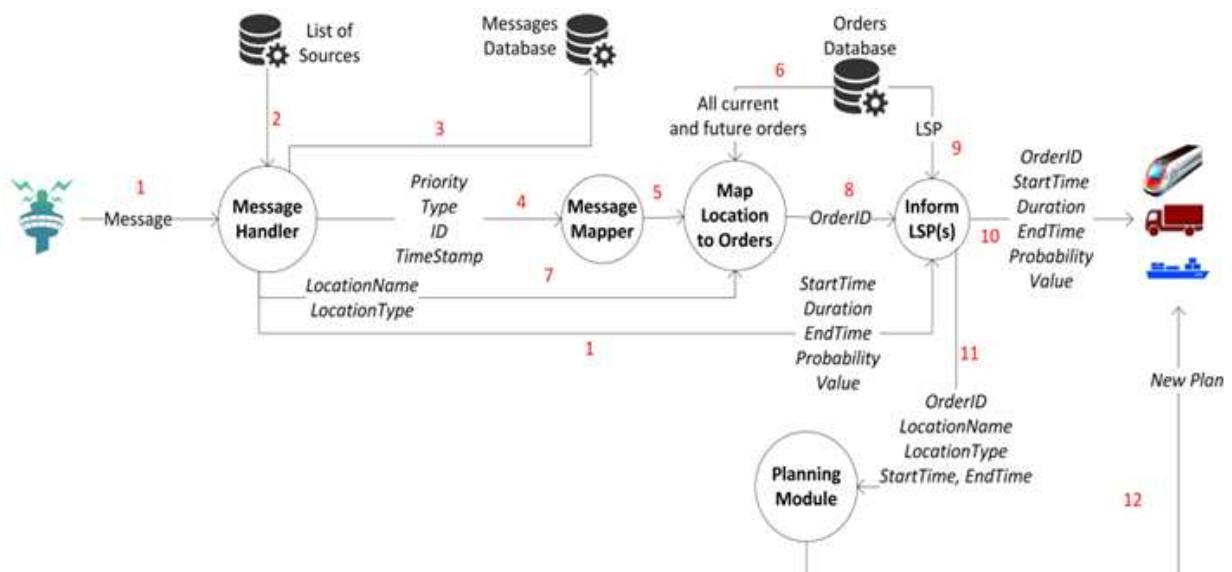 List of
Sources
Messages
Database
Orders
Database
6
2
3
All current
and future orders
LSP
9
1
Message
Message
Handler
Priority
Type
ID
TimeStamp
4
Message
Mapper
5
Map
Location
to Orders
8
OrderID
Inform
LSP(s)
10
OrderID
StartTime
Duration
EndTime
Probability
Value
7
LocationName
LocationType
StartTime
Duration
EndTime
Probability
Value
1
11
New Plan
OrderID
LocationName
LocationType
StartTime, EndTime
Planning
Module
12